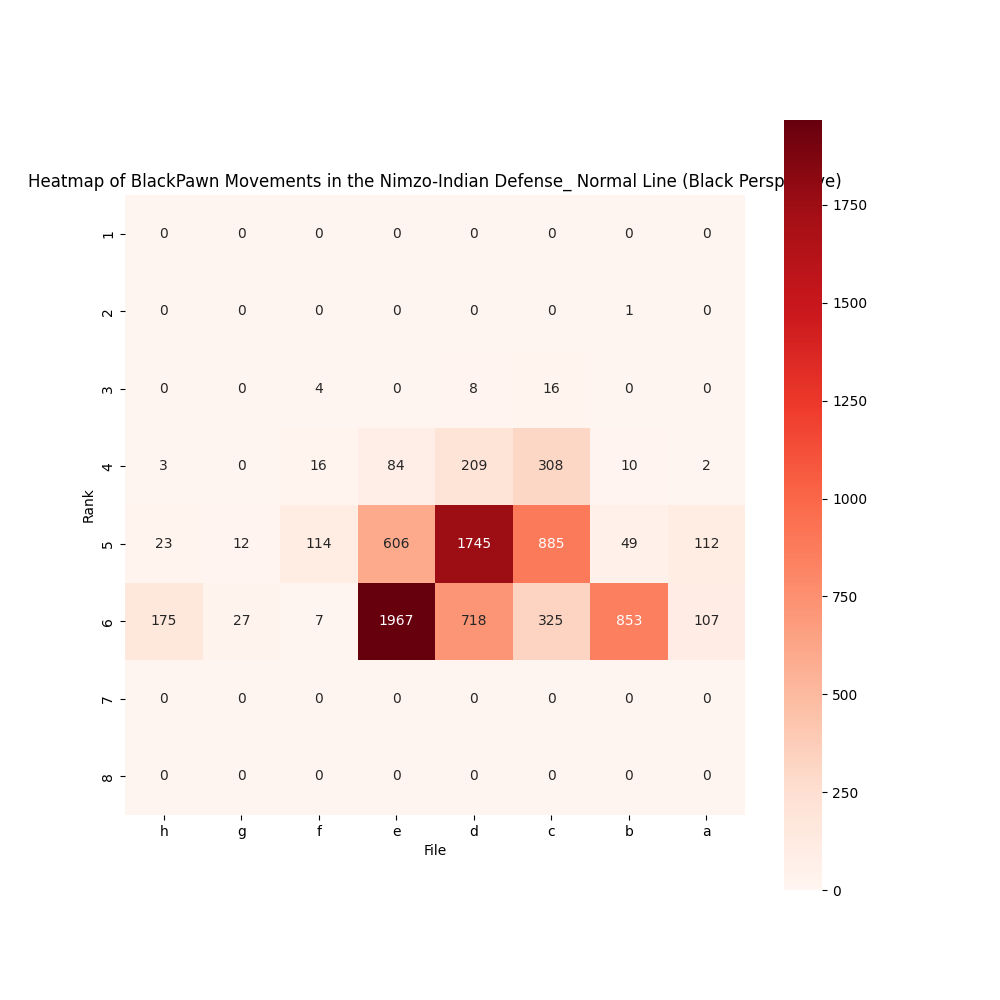 Heatmap of BlackPawn Movements in the Nimzo-Indian Defense_ Normal Line (Black Persp ve)
1 0 0 0 0 0 0 0 0
2 0 0 0 0 0 0 1 0
3 0 0 4 0 8 16 0 0
4 3 0 16 84 209 308 10 2
5 23 12 114 606 1745 885 49 112
6 175 27 7 1967 718 325 853 107
7 0 0 0 0 0 0 0 0
8 0 0 0 0 0 0 0 0
h g f e d c b a
File
Rank
1750
1500
1250
1000
750
500
250
0